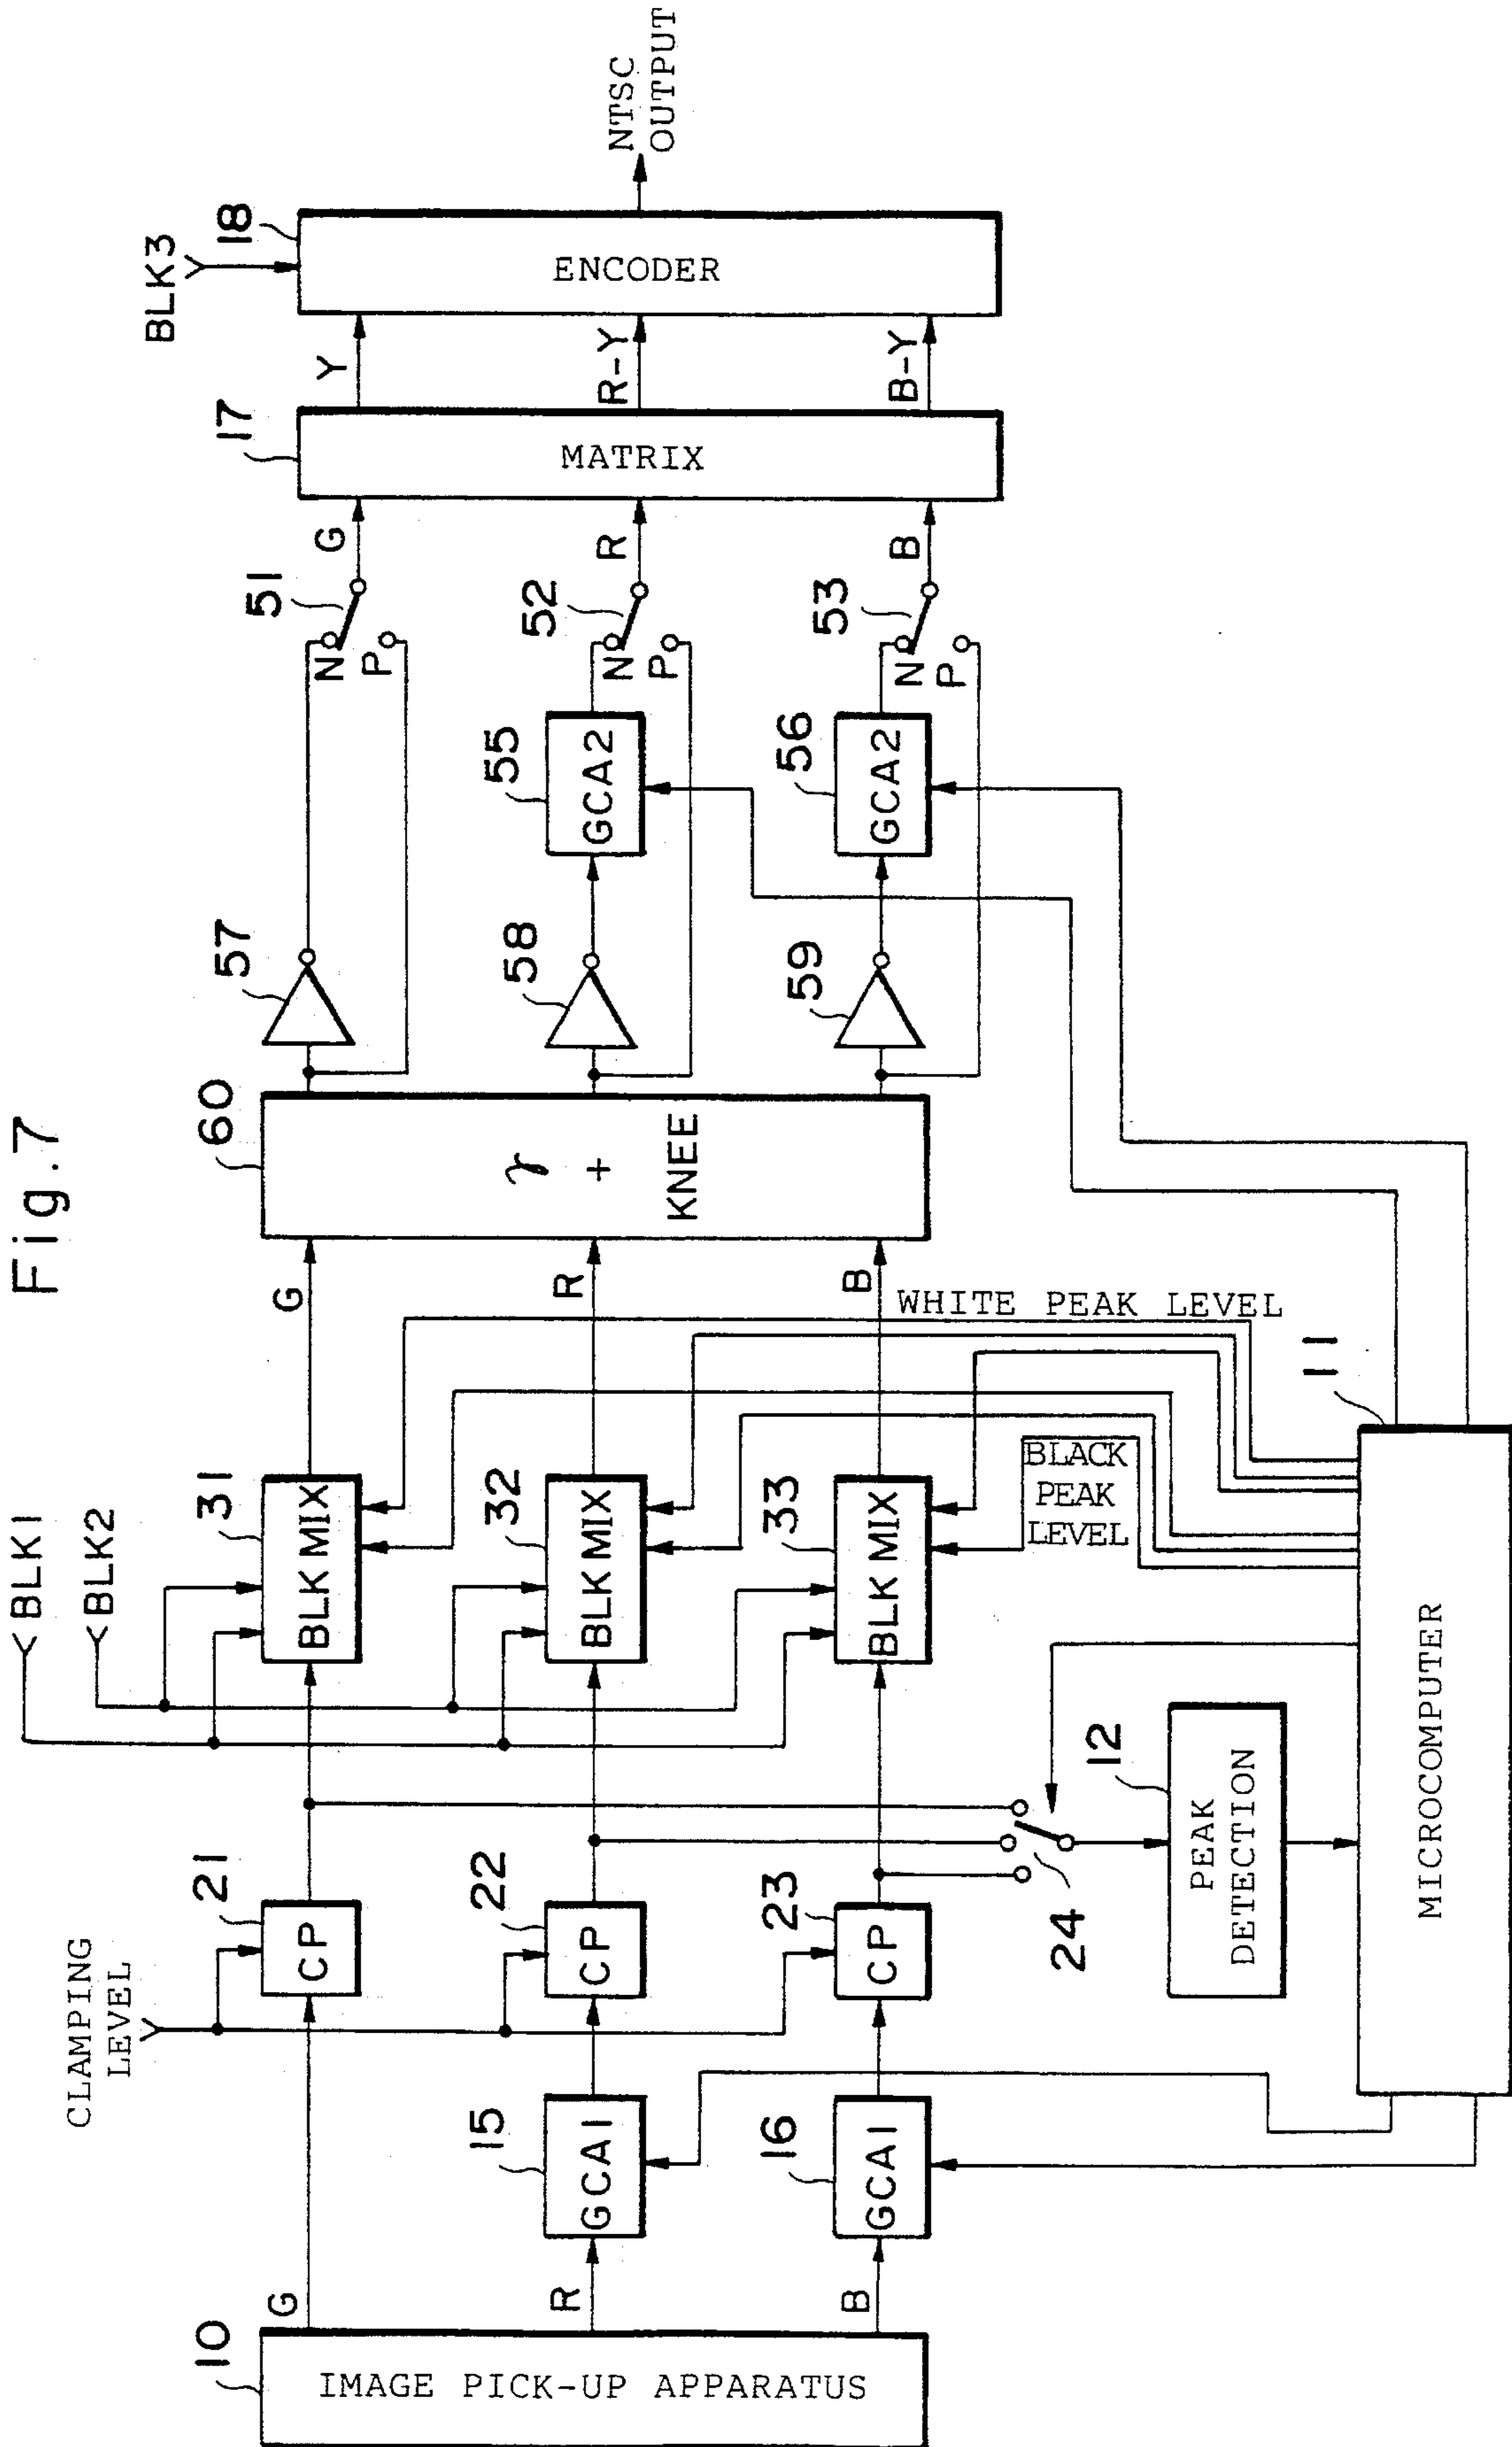 Fig.7
BLK1
BLK2
CLAMPING
LEVEL
10
IMAGE PICK-UP APPARATUS
G
R
B
15
GCA1
16
GCA1
21
CP
22
CP
23
CP
24
12
PEAK
DETECTION
31
BLK MIX
32
BLK MIX
33
BLK MIX
BLACK
PEAK
LEVEL
WHITE PEAK LEVEL
11
MICROCOMPUTER
G
R
B
60
γ
+
KNEE
57
58
59
55
GCA2
56
GCA2
N
P
51
N
P
52
N
P
53
G
R
B
17
MATRIX
Y
R-Y
B-Y
BLK3
18
ENCODER
NTSC
OUTPUT